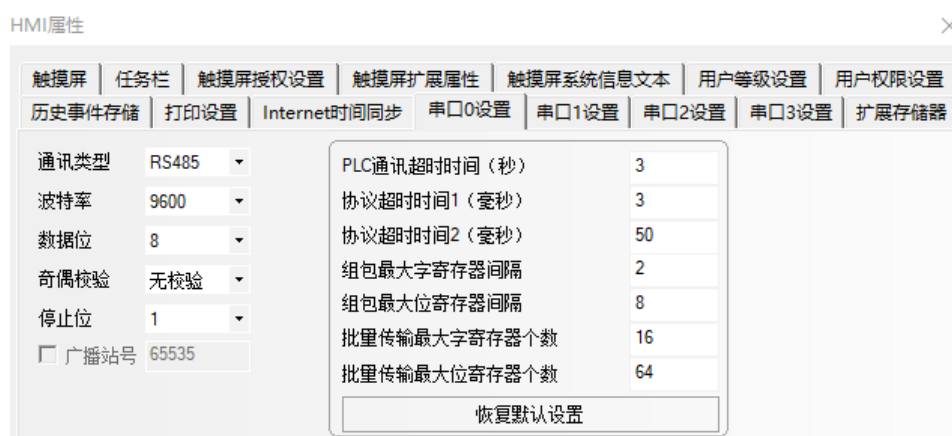 HMI属性
触摸屏 任务栏 触摸屏授权设置 触摸屏扩展属性 触摸屏系统信息文本 用户等级设置 用户权限设置
历史事件存储 打印设置 Internet时间同步 串口0设置 串口1设置 串口2设置 串口3设置 扩展存储器
通讯类型 RS485
波特率 9600
数据位 8
奇偶校验 无校验
停止位 1
广播站号 65535
PLC通讯超时时间（秒） 3
协议超时时间1（毫秒） 3
协议超时时间2（毫秒） 50
组包最大字寄存器间隔 2
组包最大位寄存器间隔 8
批量传输最大字寄存器个数 16
批量传输最大位寄存器个数 64
恢复默认设置